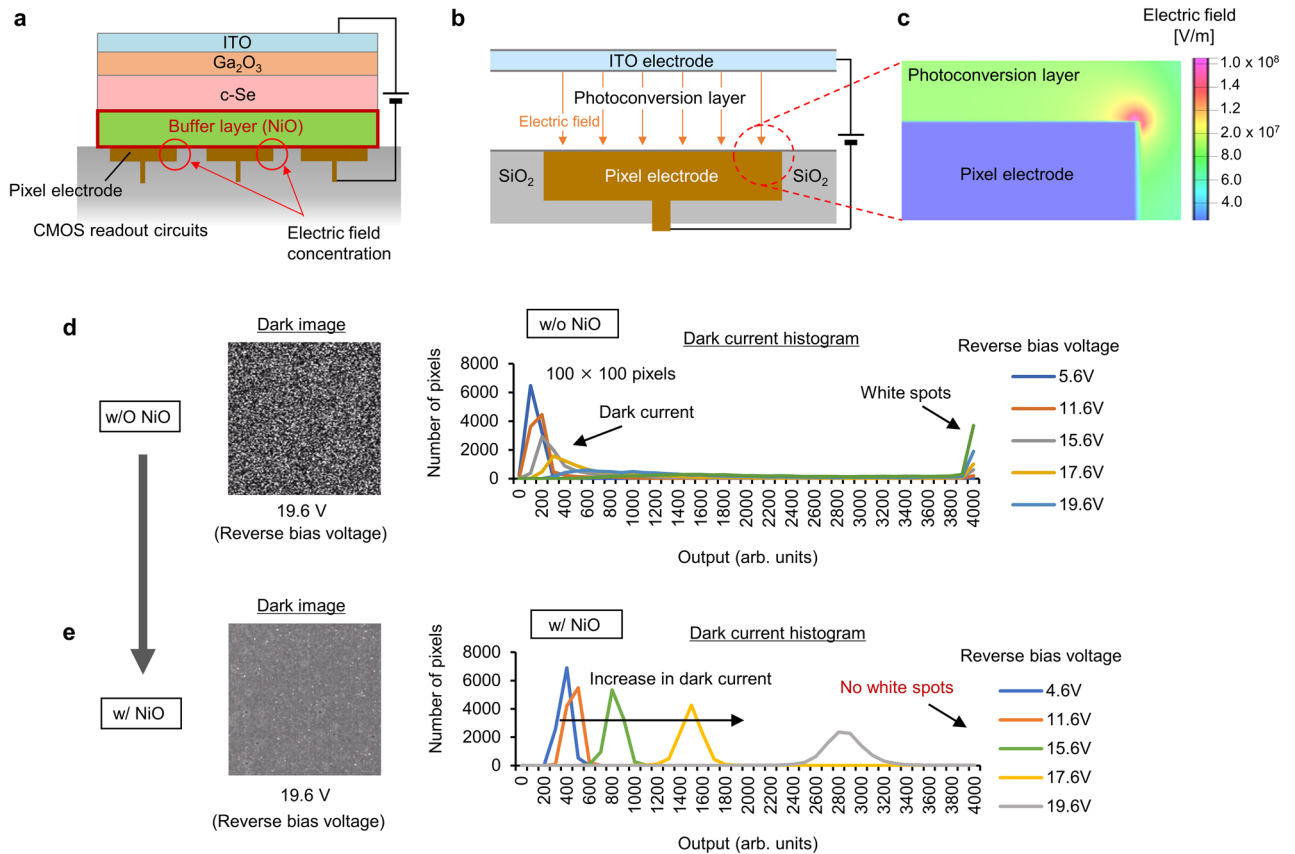 a
ITO
Ga₂O₃
c-Se
Buffer layer (NiO)
Pixel electrode
CMOS readout circuits
Electric field
concentration
b
ITO electrode
Photoconversion layer
Electric field
SiO₂
Pixel electrode
SiO₂
c
Electric field
[V/m]
Photoconversion layer
Pixel electrode
1.0 x 10⁸
1.4
1.2
2.0 x 10⁷
8.0
6.0
4.0
d
w/O NiO
Dark image
19.6 V
(Reverse bias voltage)
w/o NiO
Dark current histogram
Number of pixels
8000
6000
4000
2000
0
100 × 100 pixels
Dark current
White spots
0 200 400 600 800 1000 1200 1400 1600 1800 2000 2200 2400 2600 2800 3000 3200 3400 3600 3800 4000
Output (arb. units)
Reverse bias voltage
5.6V
11.6V
15.6V
17.6V
19.6V
e
w/ NiO
Dark image
19.6 V
(Reverse bias voltage)
w/ NiO
Dark current histogram
Number of pixels
8000
6000
4000
2000
0
Increase in dark current
No white spots
0 200 400 600 800 1000 1200 1400 1600 1800 2000 2200 2400 2600 2800 3000 3200 3400 3600 3800 4000
Output (arb. units)
Reverse bias voltage
4.6V
11.6V
15.6V
17.6V
19.6V